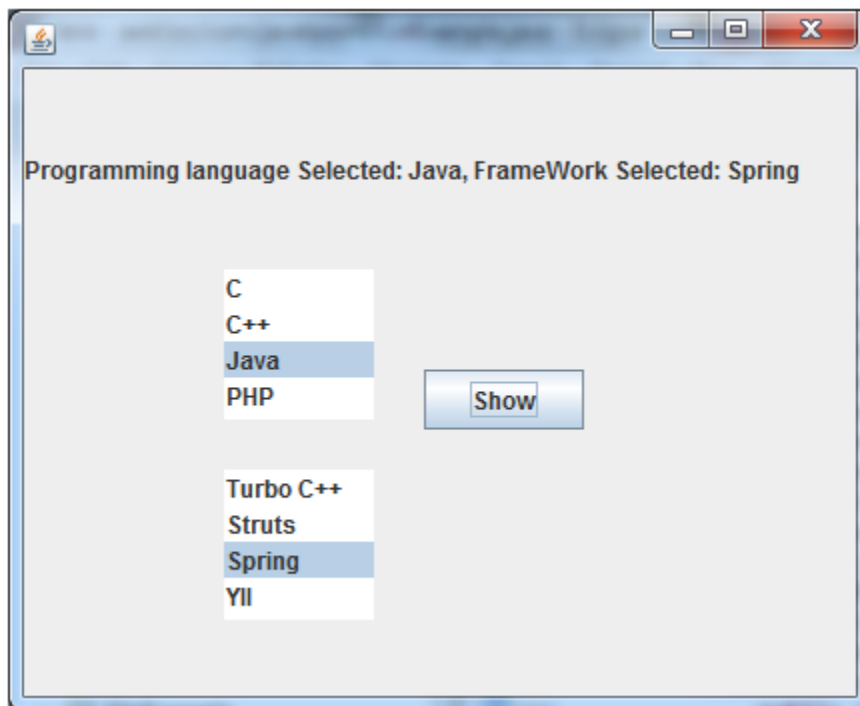 Programming language Selected: Java, FrameWork Selected: Spring
C
C++
Java
PHP
Show
Turbo C++
Struts
Spring
YII